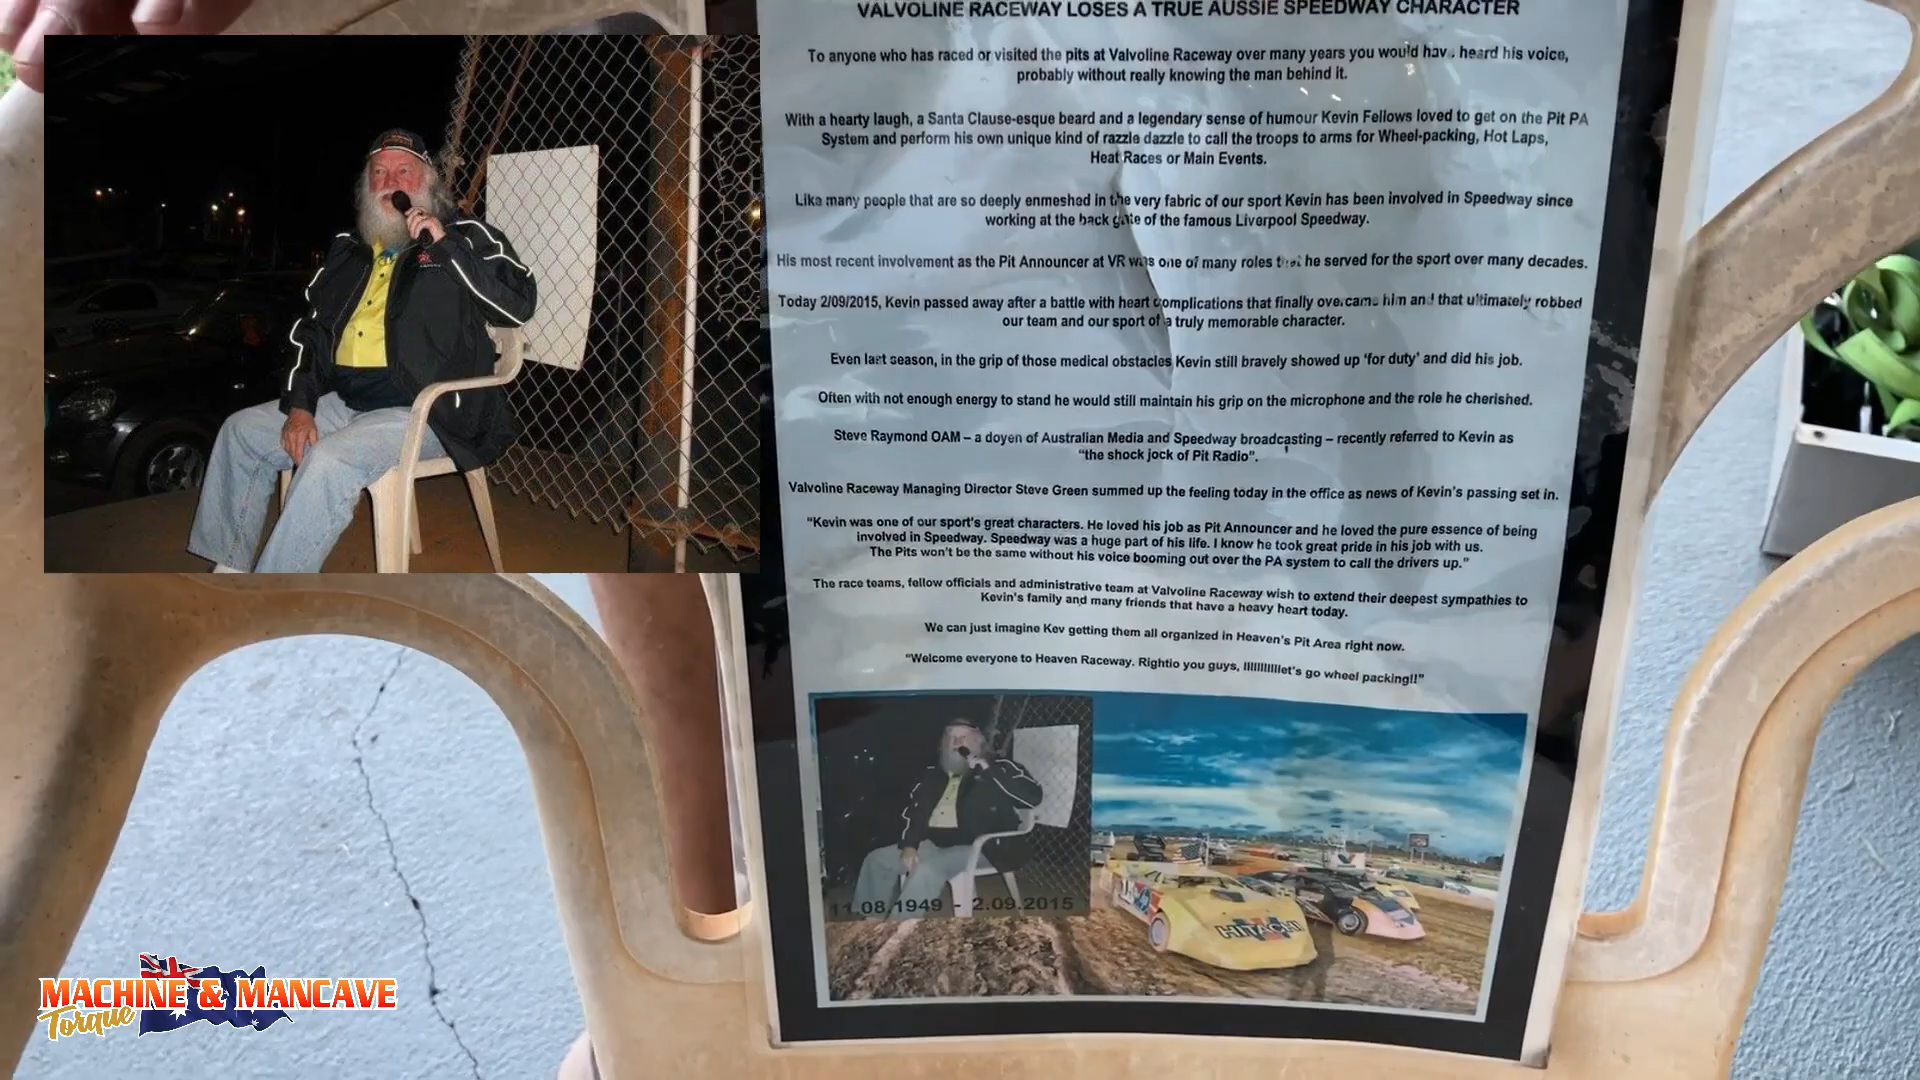 VALVOLINE RACEWAY LOSES A TRUE AUSSIE SPEEDWAY CHARACTER
To anyone who has raced or visited the pits at Valvoline Raceway over many years you would have heard his voice,
probably without really knowing the man behind it.
With a hearty laugh, a Santa Clause-esque beard and a legendary sense of humour Kevin Fellows loved to get on the Pit PA
System and perform his own unique kind of razzle dazzle to call the troops to arms for Wheel-packing, Hot Laps,
Heat Races or Main Events.
Like many people that are so deeply enmeshed in the very fabric of our sport Kevin has been involved in Speedway since
working at the back gate of the famous Liverpool Speedway.
His most recent involvement as the Pit Announcer at VR was one of many roles that he served for the sport over many decades.
Today 2/09/2015, Kevin passed away after a battle with heart complications that finally overcame him and that ultimately robbed
our team and our sport of a truly memorable character.
Even last season, in the grip of those medical obstacles Kevin still bravely showed up 'for duty' and did his job.
Often with not enough energy to stand he would still maintain his grip on the microphone and the role he cherished.
Steve Raymond OAM – a doyen of Australian Media and Speedway broadcasting – recently referred to Kevin as
"the shock jock of Pit Radio".
Valvoline Raceway Managing Director Steve Green summed up the feeling today in the office as news of Kevin's passing set in.
"Kevin was one of our sport's great characters. He loved his job as Pit Announcer and he loved the pure essence of being
involved in Speedway. Speedway was a huge part of his life. I know he took great pride in his job with us.
The Pits won't be the same without his voice booming out over the PA system to call the drivers up."
The race teams, fellow officials and administrative team at Valvoline Raceway wish to extend their deepest sympathies to
Kevin's family and many friends that have a heavy heart today.
We can just imagine Kev getting them all organized in Heaven's Pit Area right now.
"Welcome everyone to Heaven Raceway. Rightio you guys, llllllllllllet's go wheel packing!!"
11.08.1949 - 2.09.2015
HITACHI
MACHINE & MANCAVE
Torque